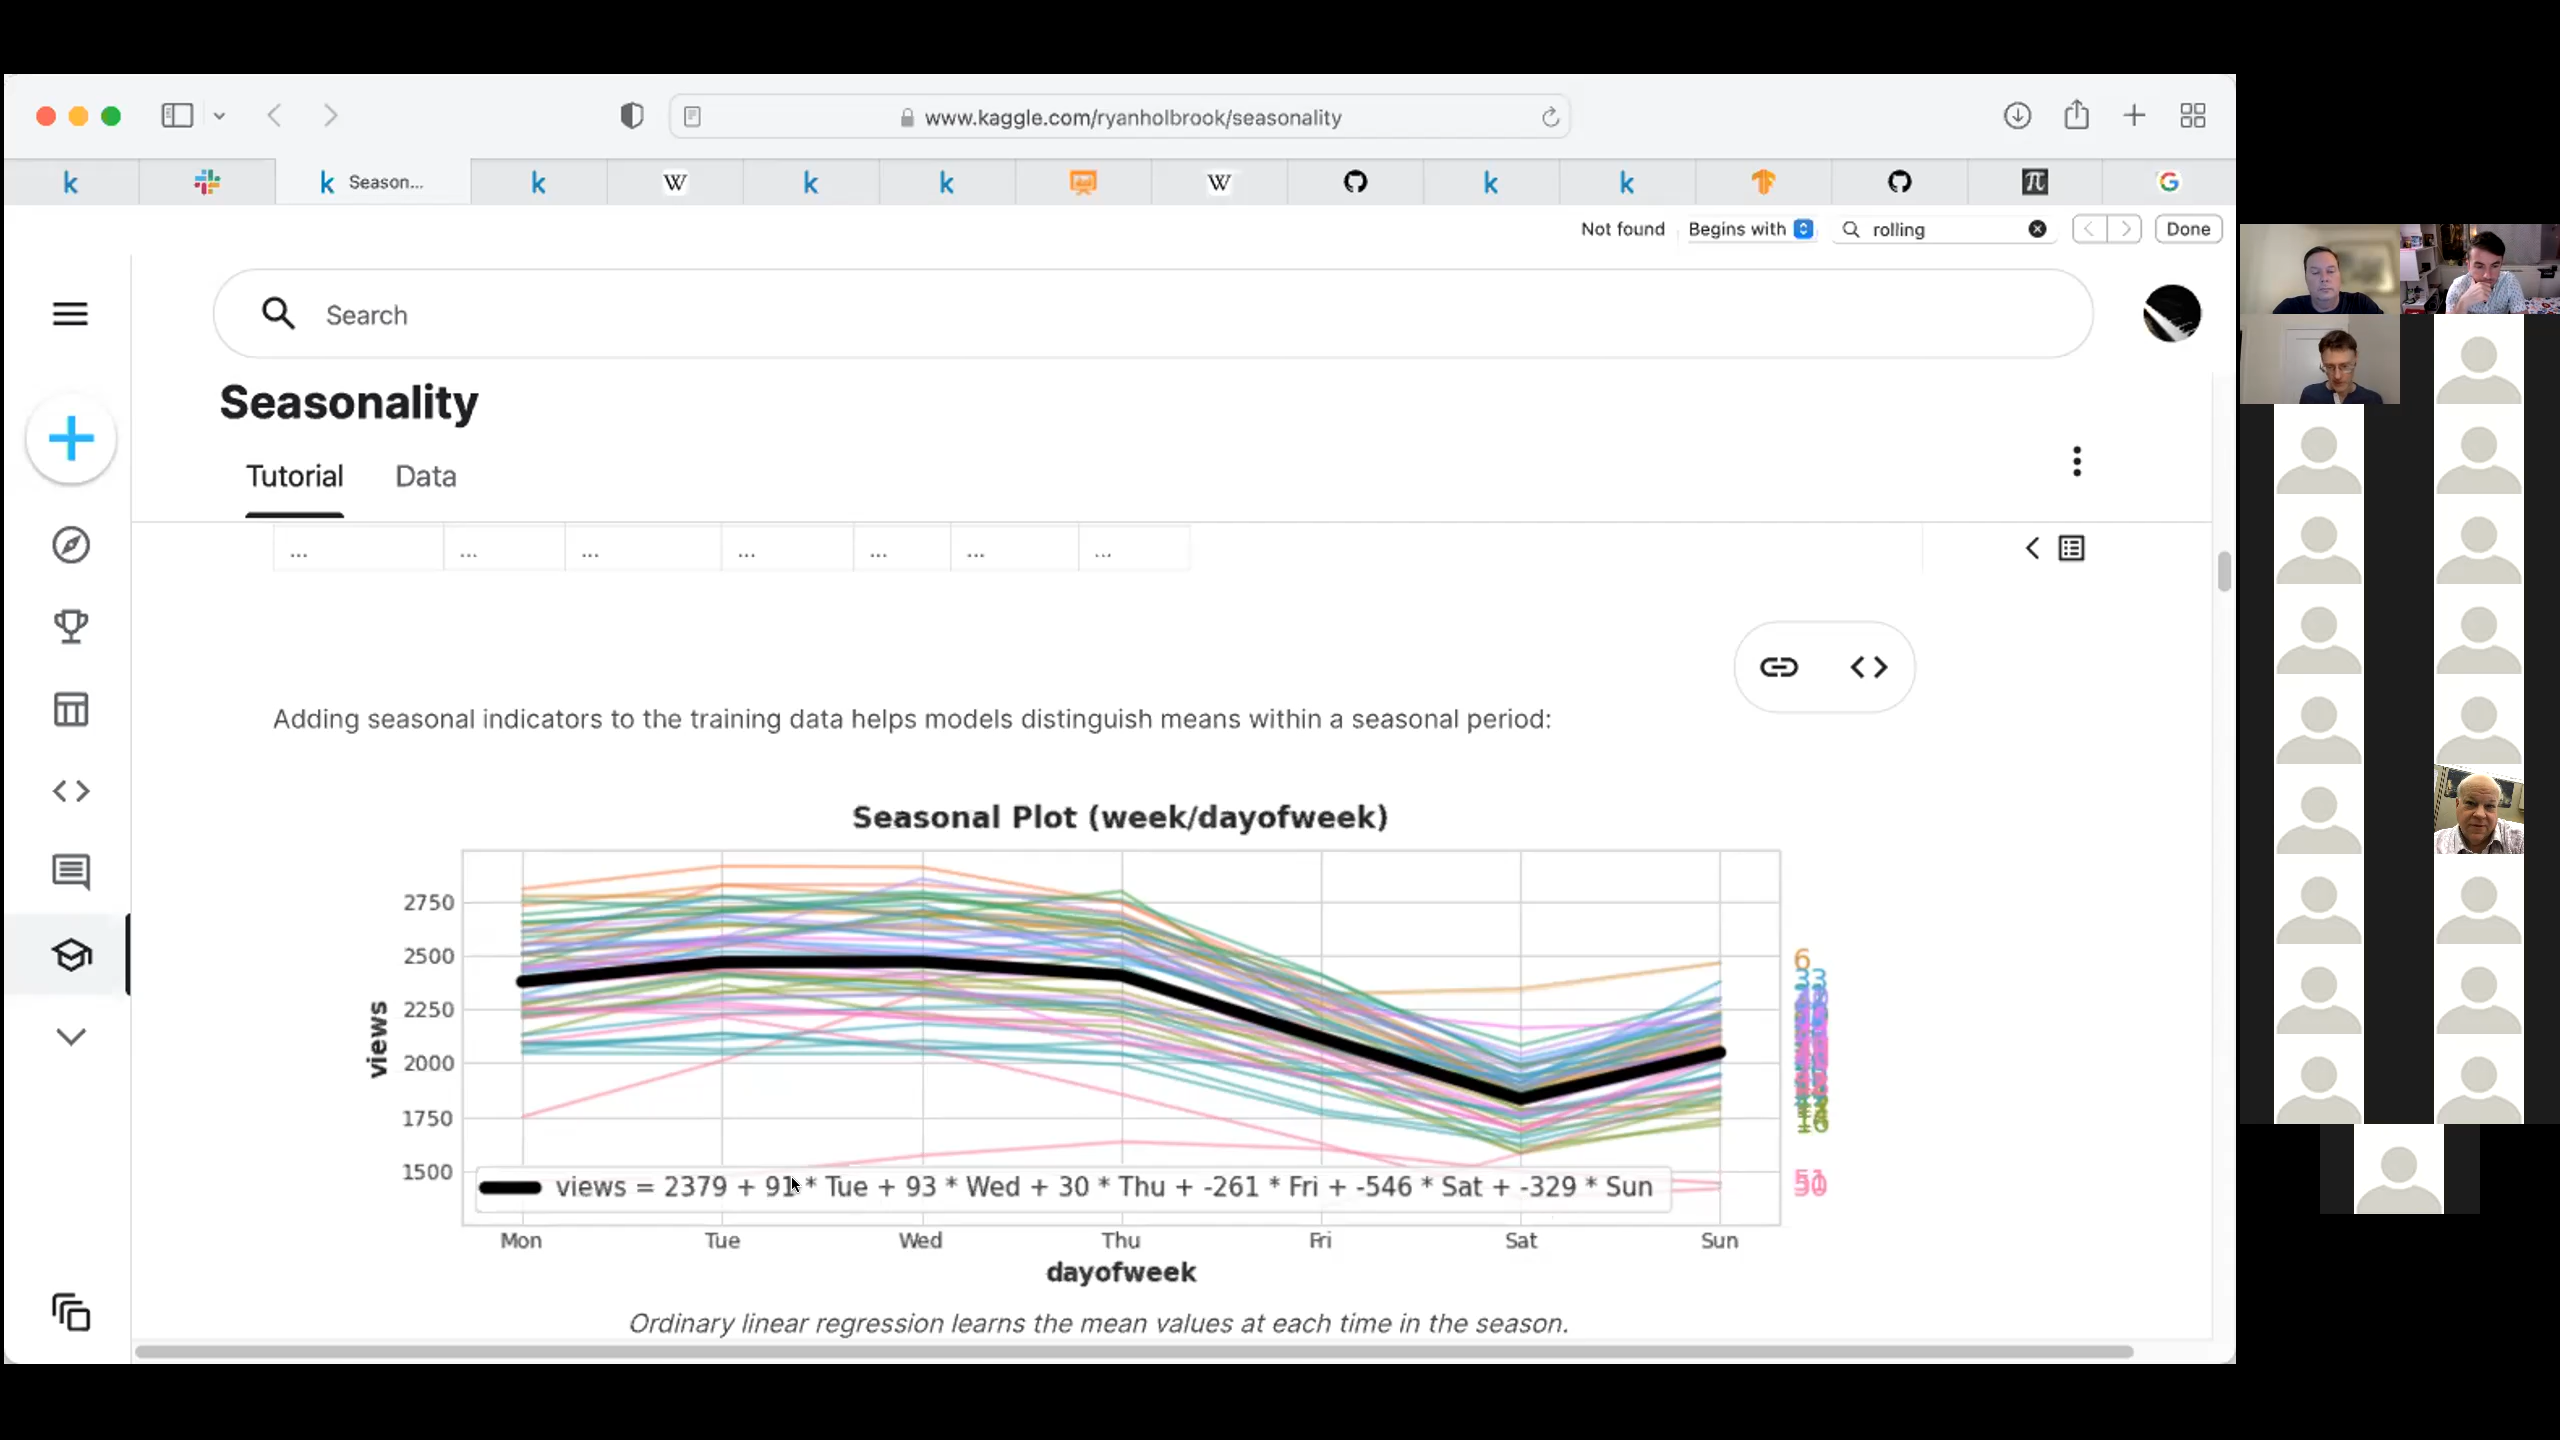 www.kaggle.com/ryanholbrook/seasonality
Season...
Not found Begins with rolling Done
Search
Seasonality
Tutorial Data
... ... ... ... ... ... ...
Adding seasonal indicators to the training data helps models distinguish means within a seasonal period:
Seasonal Plot (week/dayofweek)
2750
2500
2250
2000
1750
1500
views
6
33
views = 2379 + 91 * Tue + 93 * Wed + 30 * Thu + -261 * Fri + -546 * Sat + -329 * Sun
Mon Tue Wed Thu Fri Sat Sun
dayofweek
Ordinary linear regression learns the mean values at each time in the season.